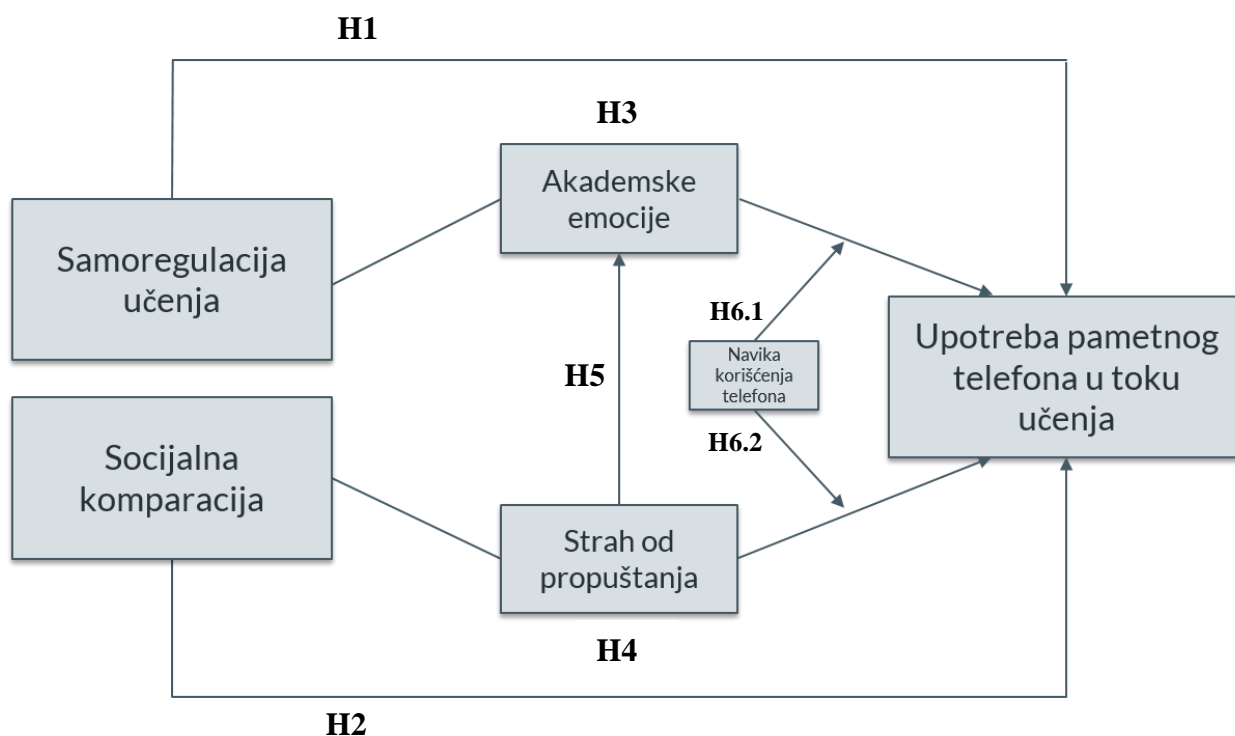 H1
H3
Akademske
emocije
Samoregulacija
učenja
H6.1
Navika
korišćenja
telefona
H5
Upotreba pametnog
telefona u toku
učenja
H6.2
Socijalna
komparacija
Strah od
propuštanja
H4
H2